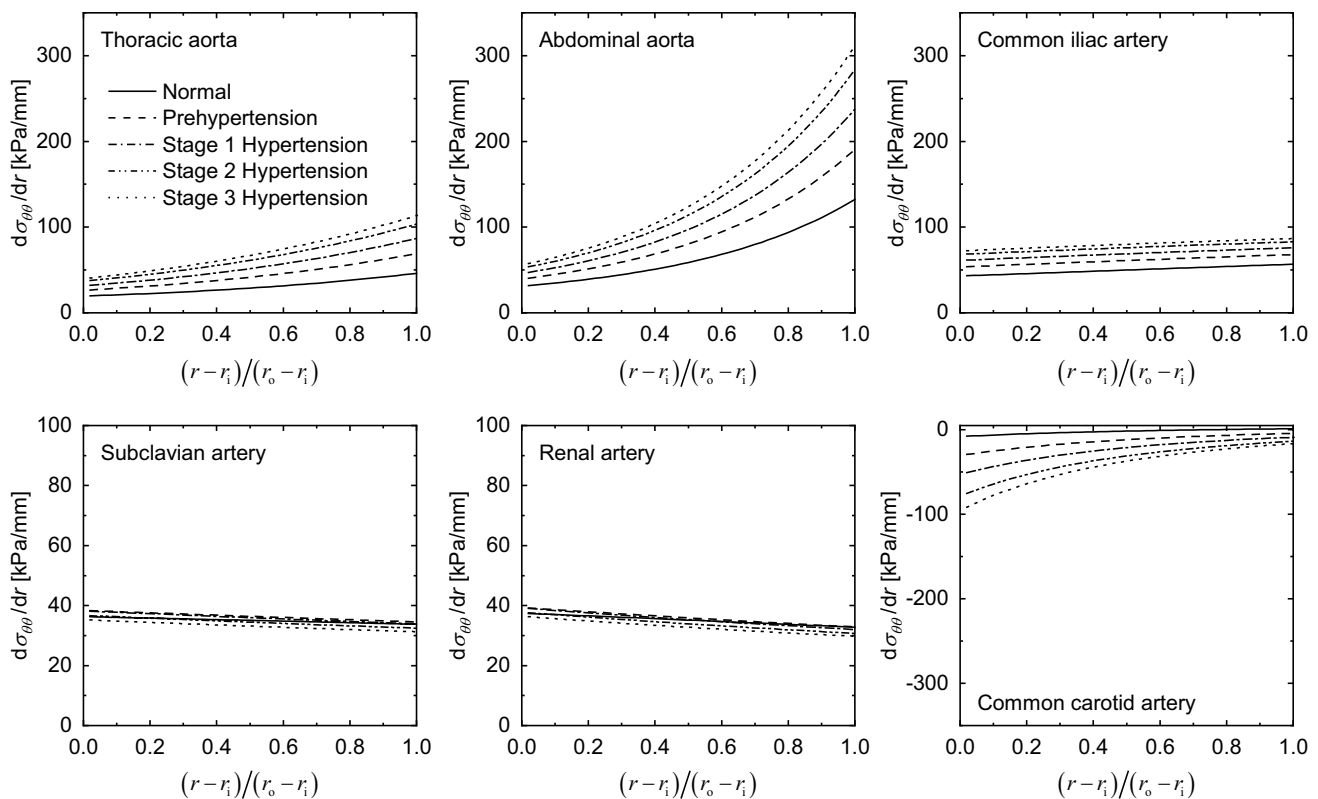 Thoracic aorta
Normal
Prehypertension
Stage 1 Hypertension
Stage 2 Hypertension
Stage 3 Hypertension
300
200
100
0
dσθθ/dr [kPa/mm]
0.0 0.2 0.4 0.6 0.8 1.0
(r – ri)/(ro – ri)
Abdominal aorta
300
200
100
0
dσθθ/dr [kPa/mm]
0.0 0.2 0.4 0.6 0.8 1.0
(r – ri)/(ro – ri)
Common iliac artery
300
200
100
0
dσθθ/dr [kPa/mm]
0.0 0.2 0.4 0.6 0.8 1.0
(r – ri)/(ro – ri)
Subclavian artery
100
80
60
40
20
0
dσθθ/dr [kPa/mm]
0.0 0.2 0.4 0.6 0.8 1.0
(r – ri)/(ro – ri)
Renal artery
100
80
60
40
20
0
dσθθ/dr [kPa/mm]
0.0 0.2 0.4 0.6 0.8 1.0
(r – ri)/(ro – ri)
0
-100
-200
-300
dσθθ/dr [kPa/mm]
Common carotid artery
0.0 0.2 0.4 0.6 0.8 1.0
(r – ri)/(ro – ri)